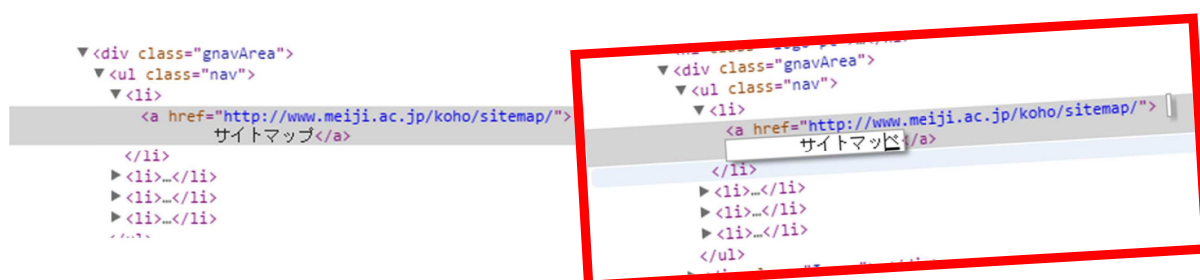 ▼<div class="gnavArea">
▼<ul class="nav">
▼<li>
<a href="http://www.meiji.ac.jp/koho/sitemap/">
サイトマップ</a>
</li>
▶<li>…</li>
▶<li>…</li>
▶<li>…</li>
▼<div class="gnavArea">
▼<ul class="nav">
▼<li>
<a href="http://www.meiji.ac.jp/koho/sitemap/">
サイトマッペ</a>
</li>
▶<li>…</li>
▶<li>…</li>
▶<li>…</li>
</ul>